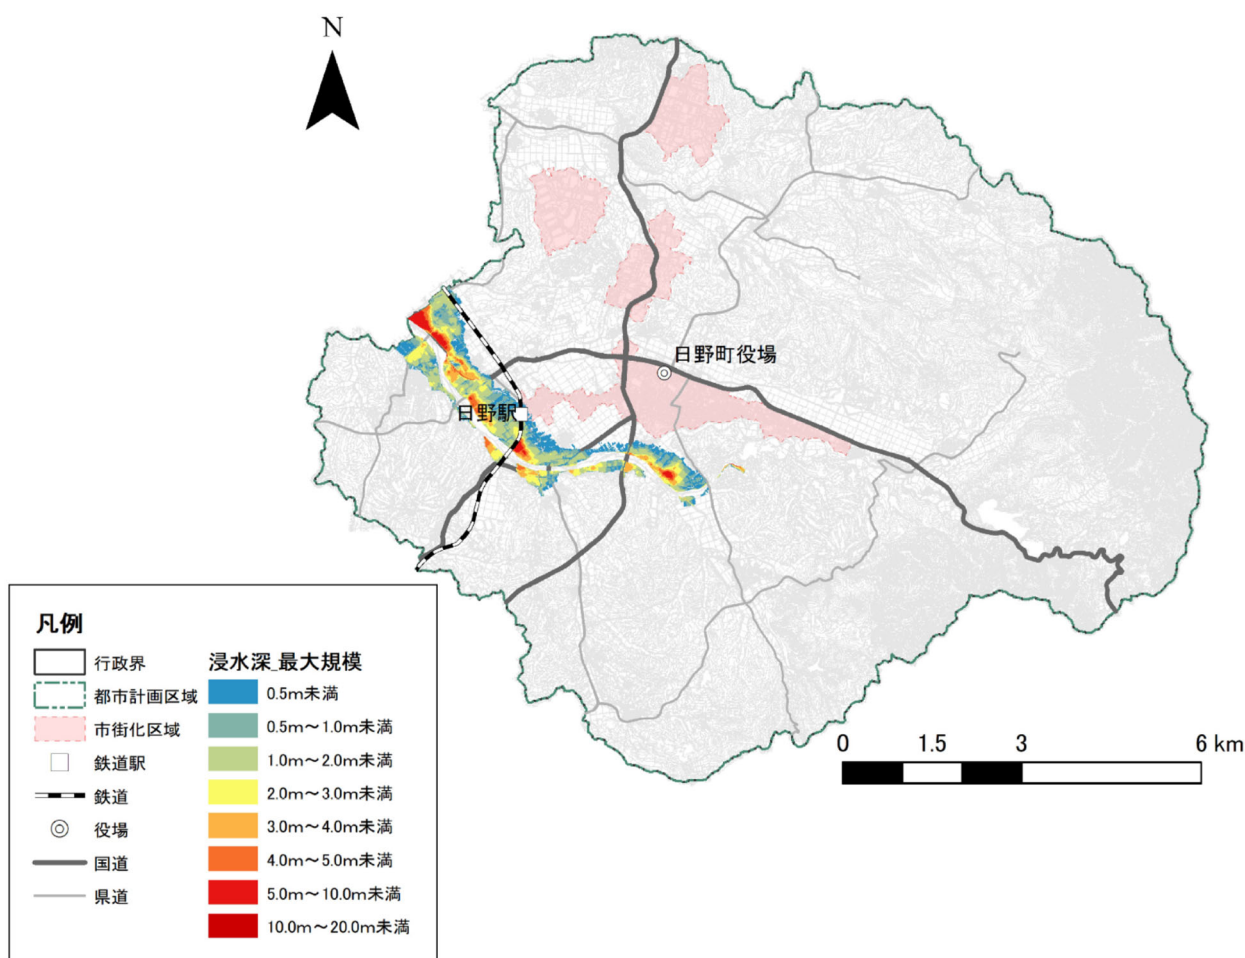 N
日野町役場
日野駅
凡例
行政界
都市計画区域
市街化区域
鉄道駅
鉄道
役場
国道
県道
浸水深_最大規模
0.5m未満
0.5m～1.0m未満
1.0m～2.0m未満
2.0m～3.0m未満
3.0m～4.0m未満
4.0m～5.0m未満
5.0m～10.0m未満
10.0m～20.0m未満
0 1.5 3 6 km